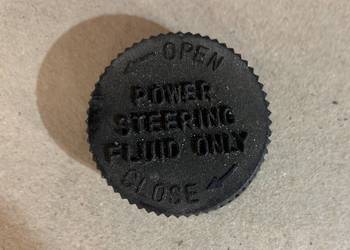 OPEN
POWER
STEERING
FLUID ONLY
CLOSE